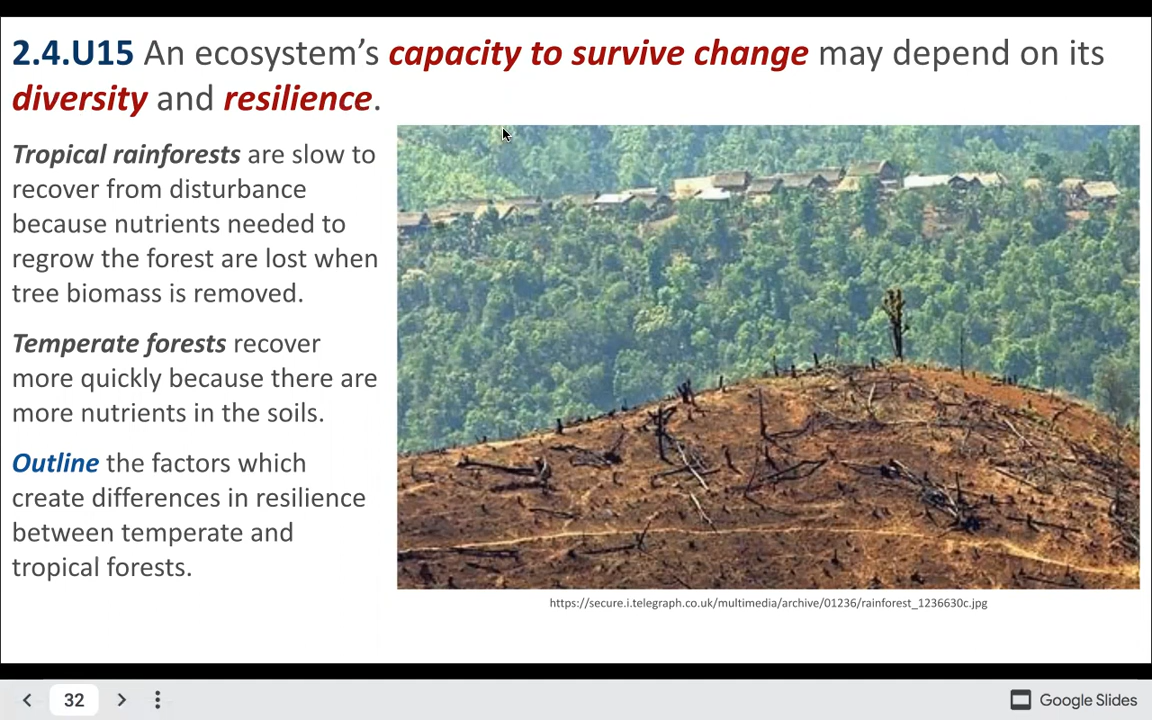 2.4.U15 An ecosystem’s capacity to survive change may depend on its
diversity and resilience.
Tropical rainforests are slow to
recover from disturbance
because nutrients needed to
regrow the forest are lost when
tree biomass is removed.
Temperate forests recover
more quickly because there are
more nutrients in the soils.
Outline the factors which
create differences in resilience
between temperate and
tropical forests.
https://secure.i.telegraph.co.uk/multimedia/archive/01236/rainforest_1236630c.jpg
32
Google Slides